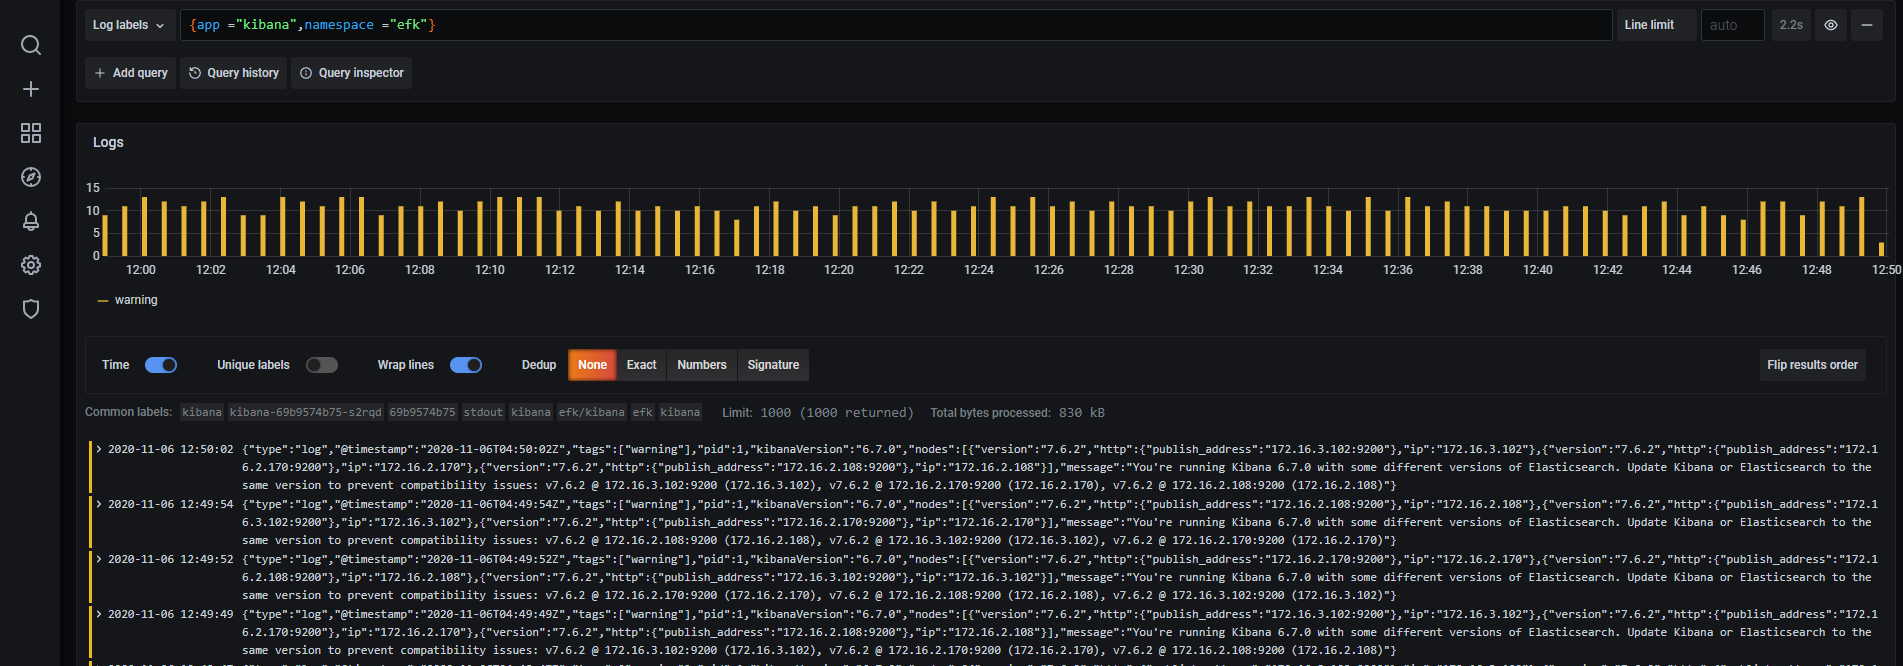 Log labels {app ="kibana",namespace ="efk"} Line limit auto 2.2s
Add query Query history Query inspector
Logs
15
10
5
0
12:00 12:02 12:04 12:06 12:08 12:10 12:12 12:14 12:16 12:18 12:20 12:22 12:24 12:26 12:28 12:30 12:32 12:34 12:36 12:38 12:40 12:42 12:44 12:46 12:48 12:50
warning
Time Unique labels Wrap lines Dedup None Exact Numbers Signature Flip results order
Common labels: kibana kibana-69b9574b75-s2rqd 69b9574b75 stdout kibana efk/kibana efk kibana Limit: 1000 (1000 returned) Total bytes processed: 830 kB
2020-11-06 12:50:02 {"type":"log","@timestamp":"2020-11-06T04:50:02Z","tags":["warning"],"pid":1,"kibanaVersion":"6.7.0","nodes":[{"version":"7.6.2","http":{"publish_address":"172.16.3.102:9200"},"ip":"172.16.3.102"},{"version":"7.6.2","http":{"publish_address":"172.1
6.2.170:9200"},"ip":"172.16.2.170"},{"version":"7.6.2","http":{"publish_address":"172.16.2.108:9200"},"ip":"172.16.2.108"}],"message":"You're running Kibana 6.7.0 with some different versions of Elasticsearch. Update Kibana or Elasticsearch to the
same version to prevent compatibility issues: v7.6.2 @ 172.16.3.102:9200 (172.16.3.102), v7.6.2 @ 172.16.2.170:9200 (172.16.2.170), v7.6.2 @ 172.16.2.108:9200 (172.16.2.108)"}
2020-11-06 12:49:54 {"type":"log","@timestamp":"2020-11-06T04:49:54Z","tags":["warning"],"pid":1,"kibanaVersion":"6.7.0","nodes":[{"version":"7.6.2","http":{"publish_address":"172.16.2.108:9200"},"ip":"172.16.2.108"},{"version":"7.6.2","http":{"publish_address":"172.1
6.3.102:9200"},"ip":"172.16.3.102"},{"version":"7.6.2","http":{"publish_address":"172.16.2.170:9200"},"ip":"172.16.2.170"}],"message":"You're running Kibana 6.7.0 with some different versions of Elasticsearch. Update Kibana or Elasticsearch to the
same version to prevent compatibility issues: v7.6.2 @ 172.16.2.108:9200 (172.16.2.108), v7.6.2 @ 172.16.3.102:9200 (172.16.3.102), v7.6.2 @ 172.16.2.170:9200 (172.16.2.170)"}
2020-11-06 12:49:52 {"type":"log","@timestamp":"2020-11-06T04:49:52Z","tags":["warning"],"pid":1,"kibanaVersion":"6.7.0","nodes":[{"version":"7.6.2","http":{"publish_address":"172.16.2.170:9200"},"ip":"172.16.2.170"},{"version":"7.6.2","http":{"publish_address":"172.16
6.2.108:9200"},"ip":"172.16.2.108"},{"version":"7.6.2","http":{"publish_address":"172.16.3.102:9200"},"ip":"172.16.3.102"}],"message":"You're running Kibana 6.7.0 with some different versions of Elasticsearch. Update Kibana or Elasticsearch to the
same version to prevent compatibility issues: v7.6.2 @ 172.16.2.170:9200 (172.16.2.170), v7.6.2 @ 172.16.2.108:9200 (172.16.2.108), v7.6.2 @ 172.16.3.102:9200 (172.16.3.102)"}
2020-11-06 12:49:49 {"type":"log","@timestamp":"2020-11-06T04:49:49Z","tags":["warning"],"pid":1,"kibanaVersion":"6.7.0","nodes":[{"version":"7.6.2","http":{"publish_address":"172.16.3.102:9200"},"ip":"172.16.3.102"},{"version":"7.6.2","http":{"publish_address":"172.1
6.2.170:9200"},"ip":"172.16.2.170"},{"version":"7.6.2","http":{"publish_address":"172.16.2.108:9200"},"ip":"172.16.2.108"}],"message":"You're running Kibana 6.7.0 with some different versions of Elasticsearch. Update Kibana or Elasticsearch to the
same version to prevent compatibility issues: v7.6.2 @ 172.16.3.102:9200 (172.16.3.102), v7.6.2 @ 172.16.2.170:9200 (172.16.2.170), v7.6.2 @ 172.16.2.108:9200 (172.16.2.108)"}